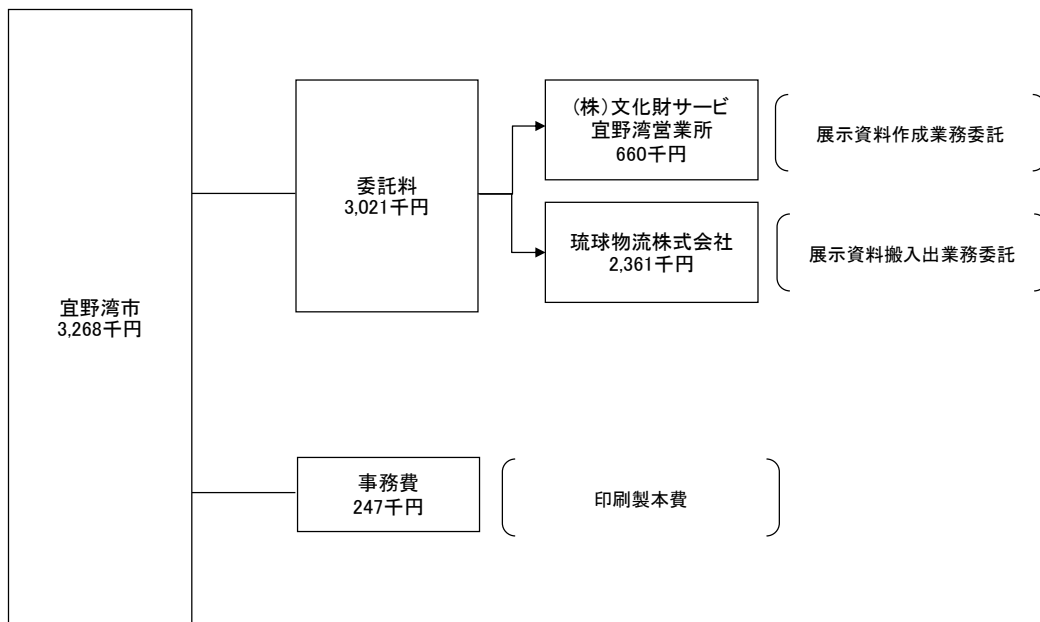 宜野湾市
3,268千円
委託料
3,021千円
(株)文化財サービ
宜野湾営業所
660千円
展示資料作成業務委託
琉球物流株式会社
2,361千円
展示資料搬入出業務委託
事務費
247千円
印刷製本費